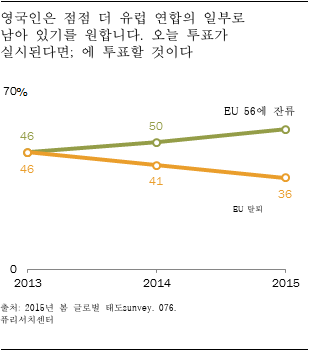 영국인은 점점 더 유럽 연합의 일부로
남아 있기를 원합니다. 오늘 투표가
실시된다면; 에 투표할 것이다
70%
EU 56에 잔류
50
46
46
41
36
EU 탈퇴
0
2013 2014 2015
출처: 2015년 봄 글로벌 태도sunvey. 076.
퓨리서치센터